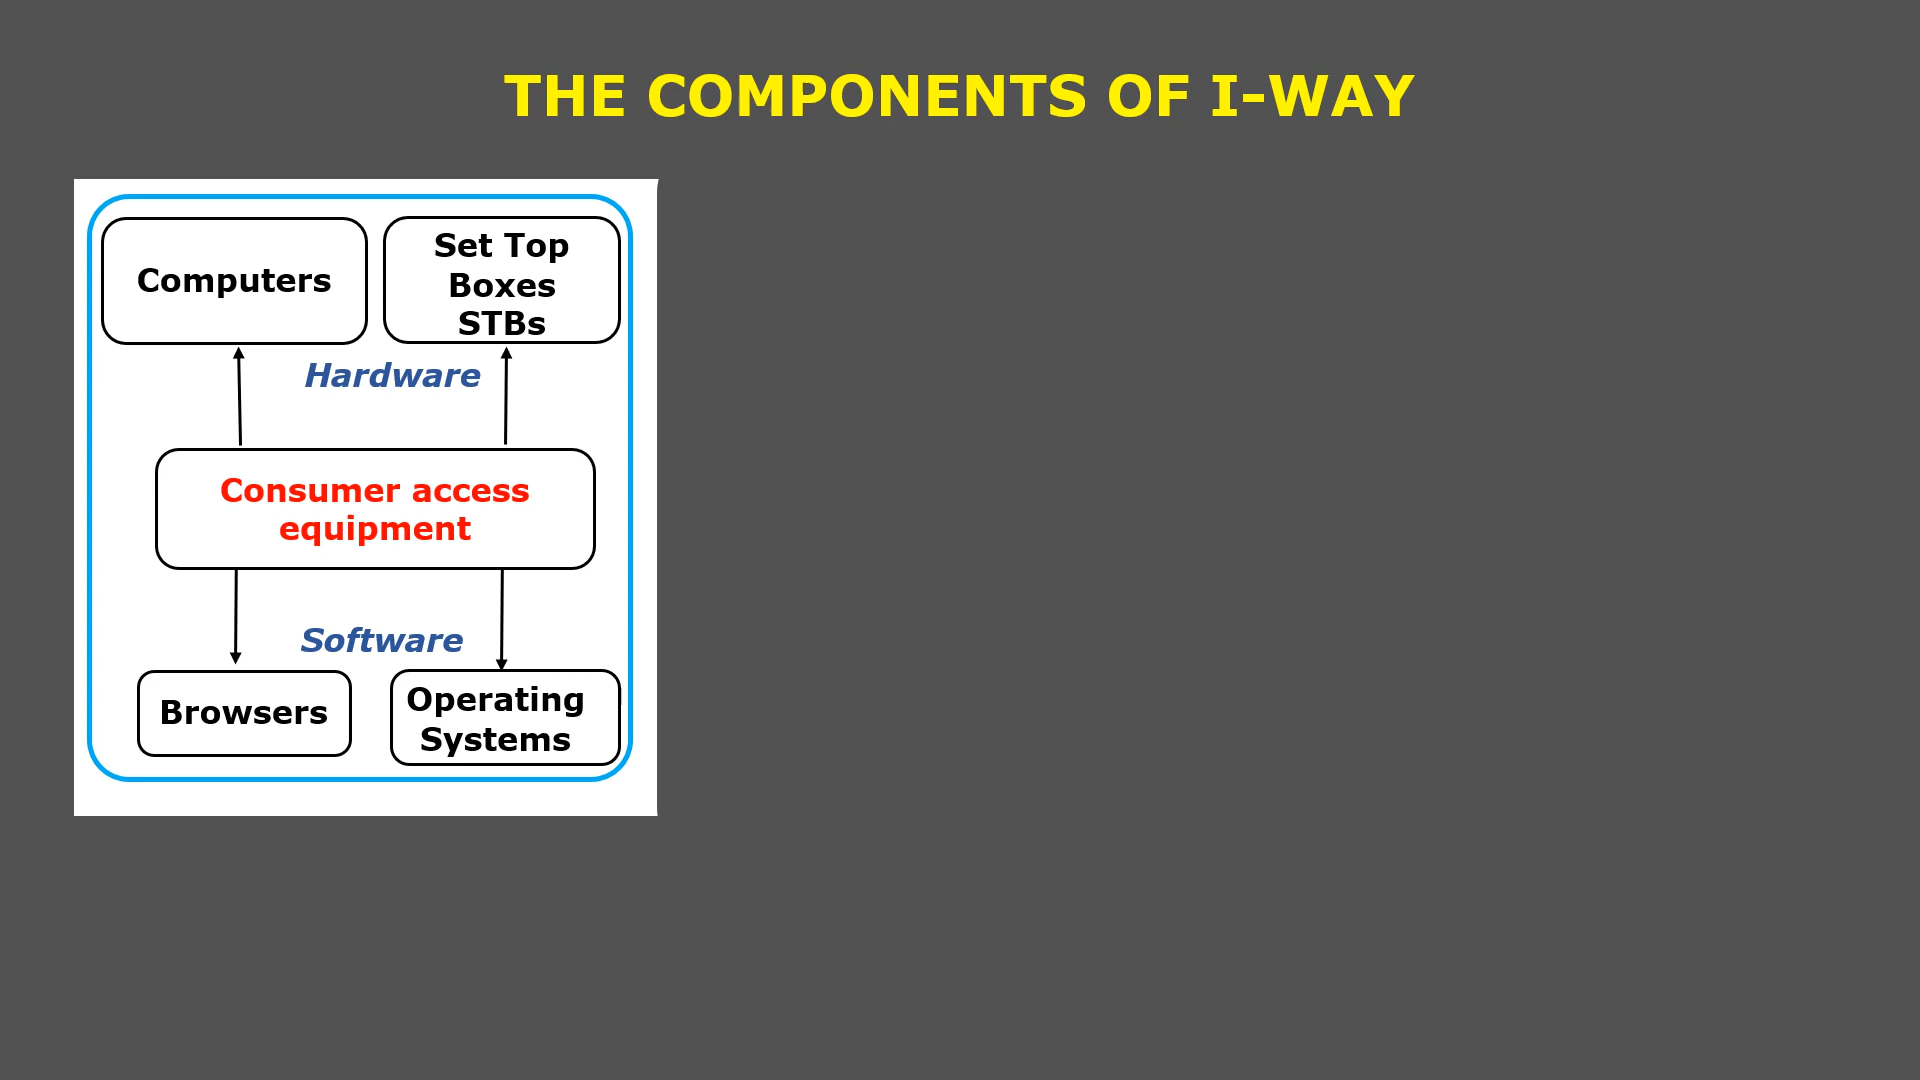 THE COMPONENTS OF I-WAY
Computers
Set Top
Boxes
STBs
Hardware
Consumer access
equipment
Software
Browsers
Operating
Systems